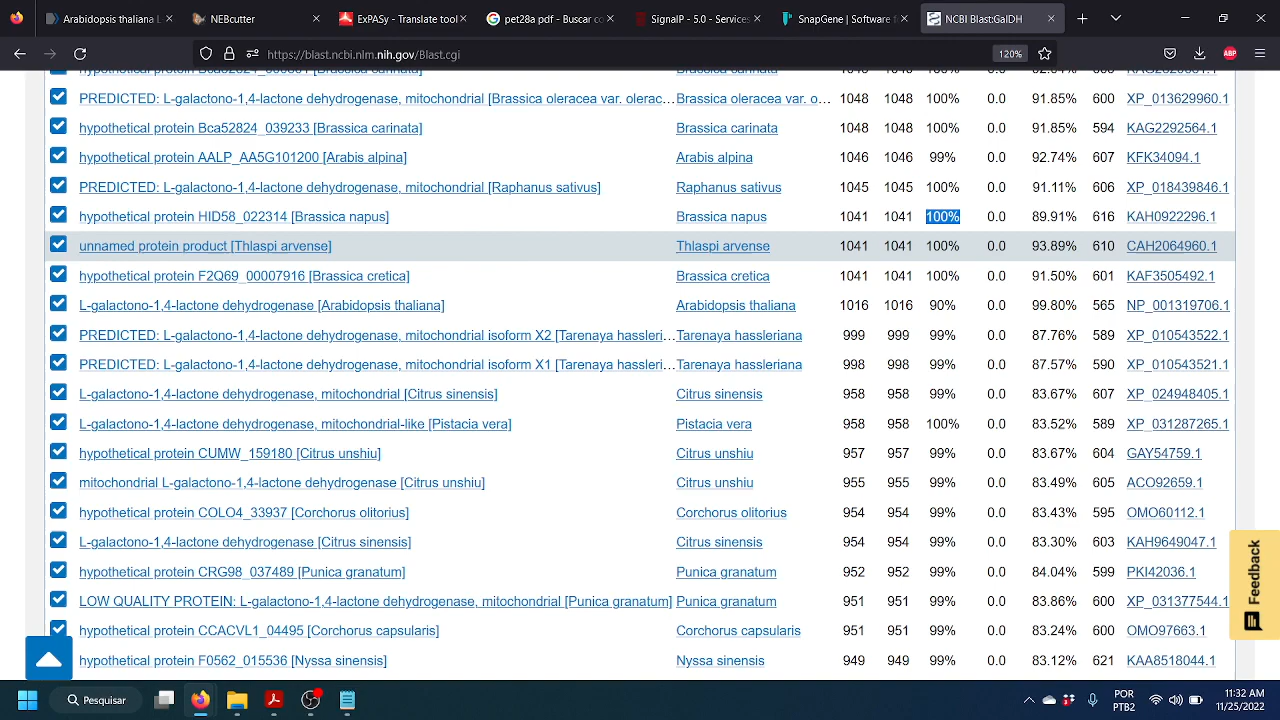 idopsis thaliana L
NEBcutter
ExPASy - Translate tool
pet28a pdf - Buscar co
SignalP - 5.0 - Services
SnapGene | Software
NCBI Blast:GalDH
https://blast.ncbi.nlm.nih.gov/Blast.cgi
120%
PREDICTED: L-galactono-1,4-lactone dehydrogenase, mitochondrial [Brassica oleracea var. olerac... Brassica oleracea var. o... 1048 1048 100% 0.0 91.85% 600 XP_013629960.1
hypothetical protein Bca52824_039233 [Brassica carinata] Brassica carinata 1048 1048 100% 0.0 91.85% 594 KAG2292564.1
hypothetical protein AALP_AA5G101200 [Arabis alpina] Arabis alpina 1046 1046 99% 0.0 92.74% 607 KFK34094.1
PREDICTED: L-galactono-1,4-lactone dehydrogenase, mitochondrial [Raphanus sativus] Raphanus sativus 1045 1045 100% 0.0 91.11% 606 XP_018439846.1
hypothetical protein HID58_022314 [Brassica napus] Brassica napus 1041 1041 100% 0.0 89.91% 616 KAH0922296.1
unnamed protein product [Thlaspi arvense] Thlaspi arvense 1041 1041 100% 0.0 93.89% 610 CAH2064960.1
hypothetical protein F2Q69_00007916 [Brassica cretica] Brassica cretica 1041 1041 100% 0.0 91.50% 601 KAF3505492.1
L-galactono-1,4-lactone dehydrogenase [Arabidopsis thaliana] Arabidopsis thaliana 1016 1016 90% 0.0 99.80% 565 NP_001319706.1
PREDICTED: L-galactono-1,4-lactone dehydrogenase, mitochondrial isoform X2 [Tarenaya hassleri... Tarenaya hassleriana 999 999 99% 0.0 87.76% 589 XP_010543522.1
PREDICTED: L-galactono-1,4-lactone dehydrogenase, mitochondrial isoform X1 [Tarenaya hassleri... Tarenaya hassleriana 998 998 99% 0.0 87.57% 590 XP_010543521.1
L-galactono-1,4-lactone dehydrogenase, mitochondrial [Citrus sinensis] Citrus sinensis 958 958 99% 0.0 83.67% 607 XP_024948405.1
L-galactono-1,4-lactone dehydrogenase, mitochondrial-like [Pistacia vera] Pistacia vera 958 958 100% 0.0 83.52% 589 XP_031287265.1
hypothetical protein CUMW_159180 [Citrus unshiu] Citrus unshiu 957 957 99% 0.0 83.67% 604 GAY54759.1
mitochondrial L-galactono-1,4-lactone dehydrogenase [Citrus unshiu] Citrus unshiu 955 955 99% 0.0 83.49% 605 ACO92659.1
hypothetical protein COLO4_33937 [Corchorus olitorius] Corchorus olitorius 954 954 99% 0.0 83.43% 595 OMO60112.1
L-galactono-1,4-lactone dehydrogenase [Citrus sinensis] Citrus sinensis 954 954 99% 0.0 83.30% 603 KAH9649047.1
hypothetical protein CRG98_037489 [Punica granatum] Punica granatum 952 952 99% 0.0 84.04% 599 PKI42036.1
LOW QUALITY PROTEIN: L-galactono-1,4-lactone dehydrogenase, mitochondrial [Punica granatum] Punica granatum 951 951 99% 0.0 83.86% 600 XP_031377544.1
hypothetical protein CCACVL1_04495 [Corchorus capsularis] Corchorus capsularis 951 951 99% 0.0 83.24% 600 OMO97663.1
hypothetical protein F0562_015536 [Nyssa sinensis] Nyssa sinensis 949 949 99% 0.0 83.12% 621 KAA8518044.1
Feedback
Pesquisar
POR
PTB2
11:32 AM
11/25/2022